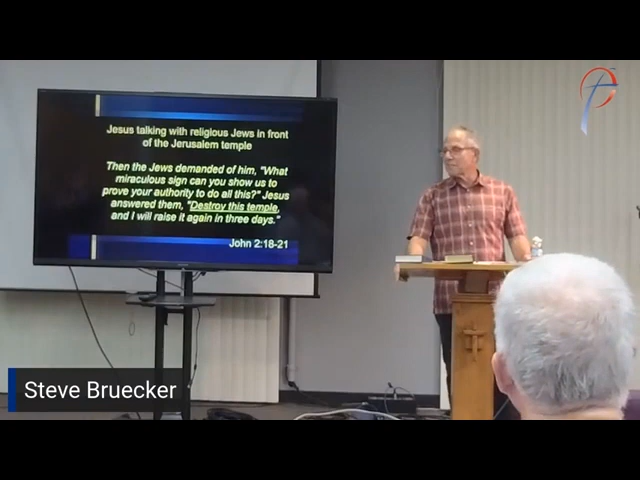 Jesus talking with religious Jews in front
of the Jerusalem temple
Then the Jews demanded of him, "What
miraculous sign can you show us to
prove your authority to do all this?" Jesus
answered them, "Destroy this temple,
and I will raise it again in three days."
John 2:18-21
Steve Bruecker